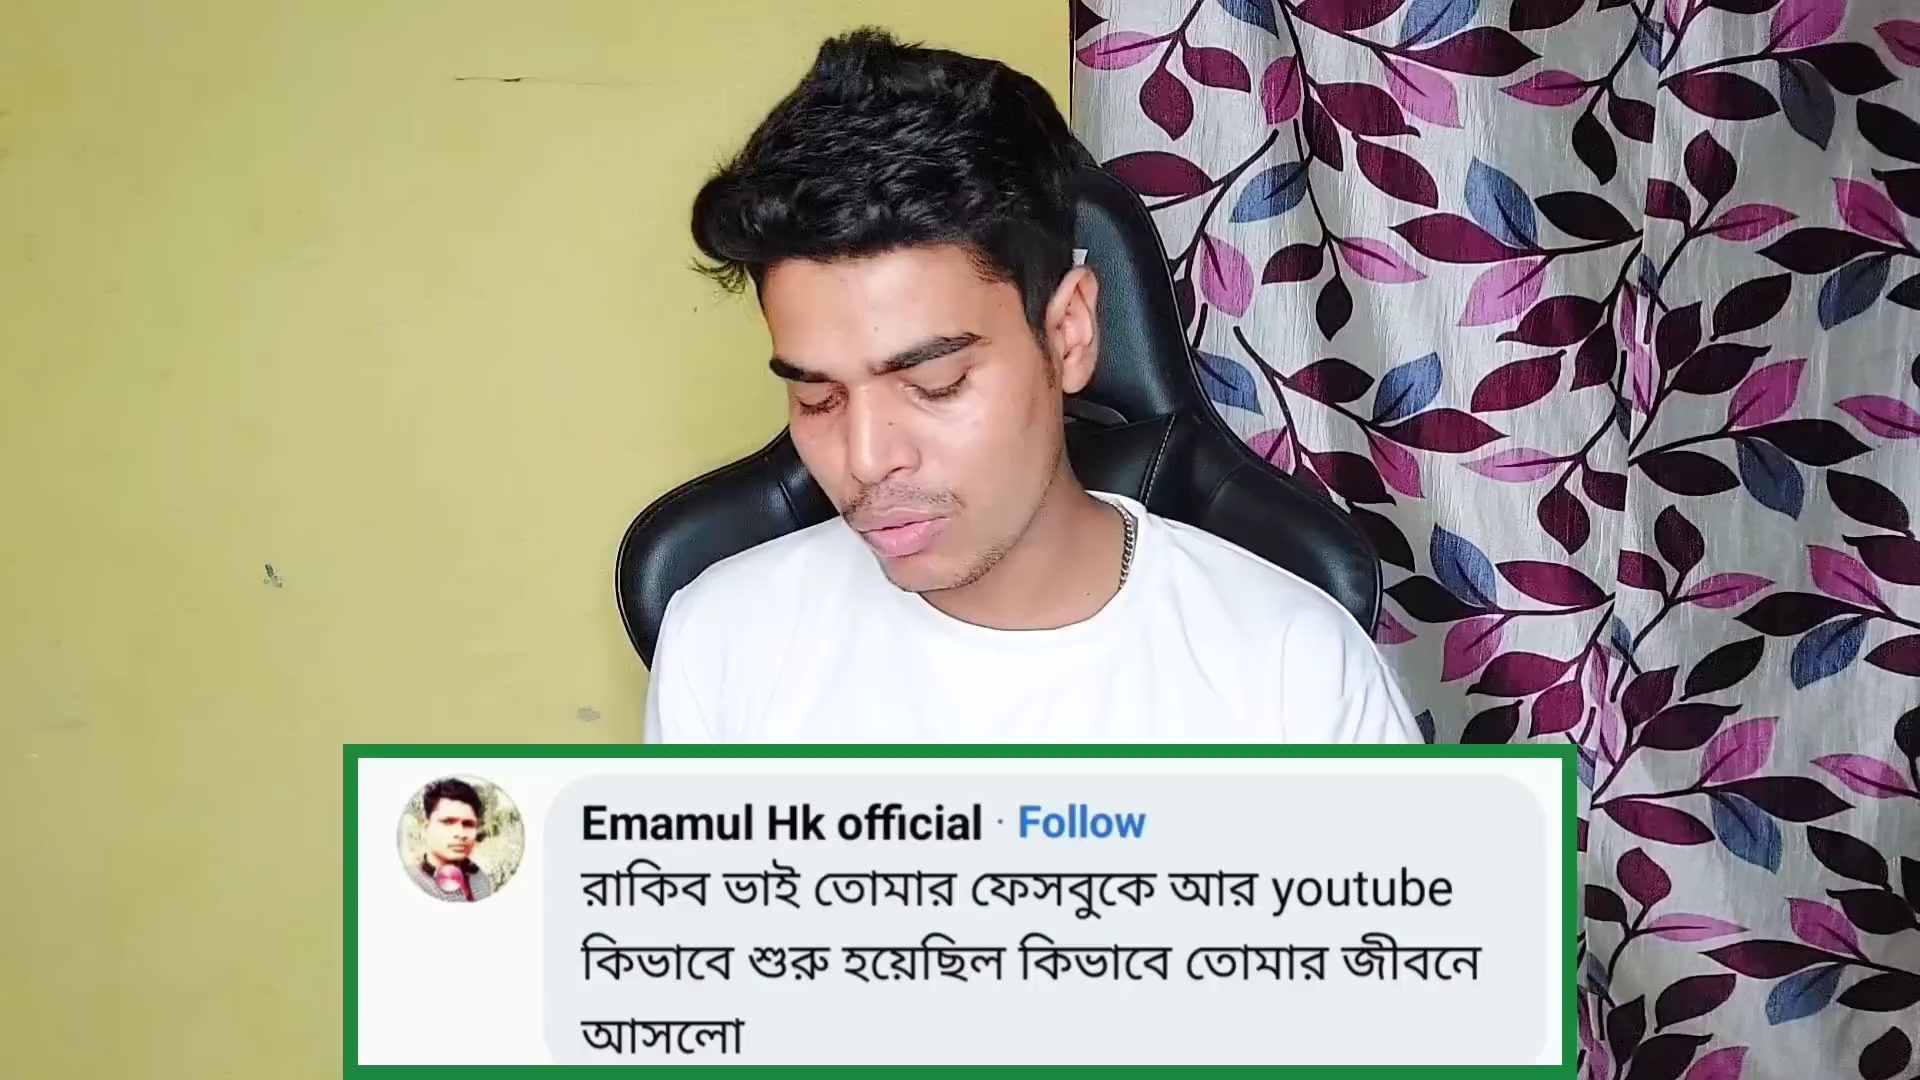 Emamul Hk official · Follow
রাকিব ভাই তোমার ফেসবুকে আর youtube
কিভাবে শুরু হয়েছিল কিভাবে তোমার জীবনে
আসলো